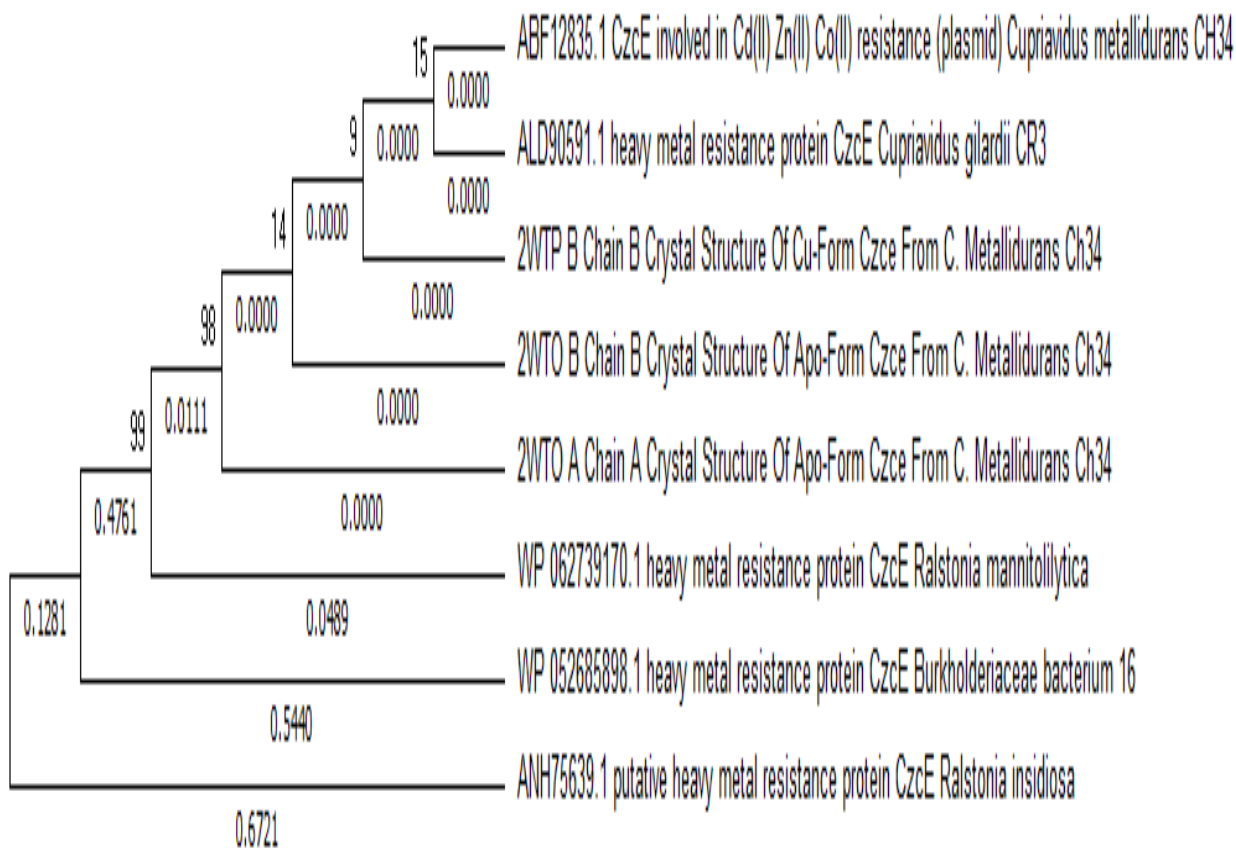 ABF12835.1 CzcE involved in Cd(II) Zn(II) Co(II) resistance (plasmid) Cupriavidus metallidurans CH34
15
0.0000
9
0.0000
ALD90591.1 heavy metal resistance protein CzcE Cupriavidus gilardii CR3
0.0000
14
0.0000
2WTP B Chain B Crystal Structure Of Cu-Form Czce From C. Metallidurans Ch34
98
0.0000
0.0000
2WTO B Chain B Crystal Structure Of Apo-Form Czce From C. Metallidurans Ch34
99
0.0111
0.0000
2WTO A Chain A Crystal Structure Of Apo-Form Czce From C. Metallidurans Ch34
0.4761
0.0000
WP 062739170.1 heavy metal resistance protein CzcE Ralstonia mannitolilytica
0.1281
0.0489
WP 052685898.1 heavy metal resistance protein CzcE Burkholderiaceae bacterium 16
0.5440
ANH75639.1 putative heavy metal resistance protein CzcE Ralstonia insidiosa
0.6721